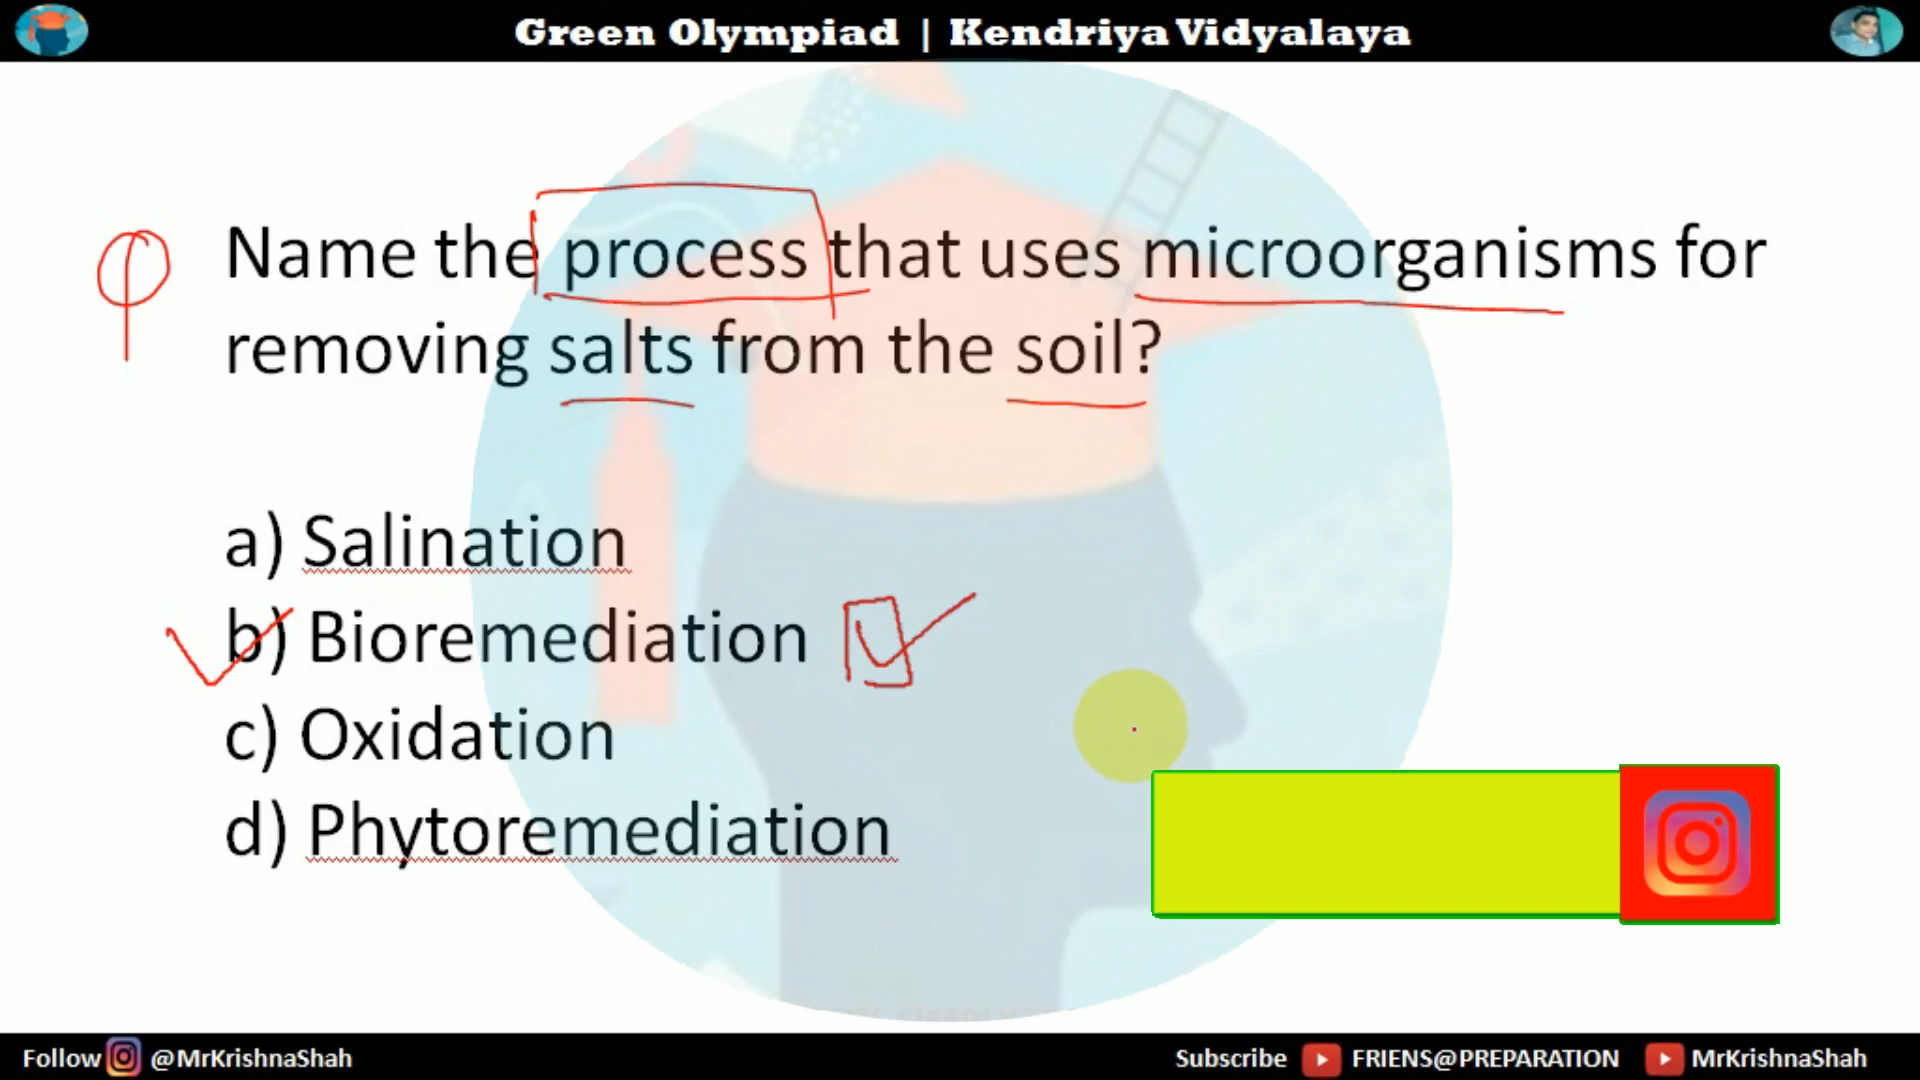 Green Olympiad | Kendriya Vidyalaya
Name the process that uses microorganisms for
removing salts from the soil?
a) Salination
b) Bioremediation
c) Oxidation
d) Phytoremediation
Follow @MrKrishnaShah
Subscribe FRIENS@PREPARATION MrKrishnaShah